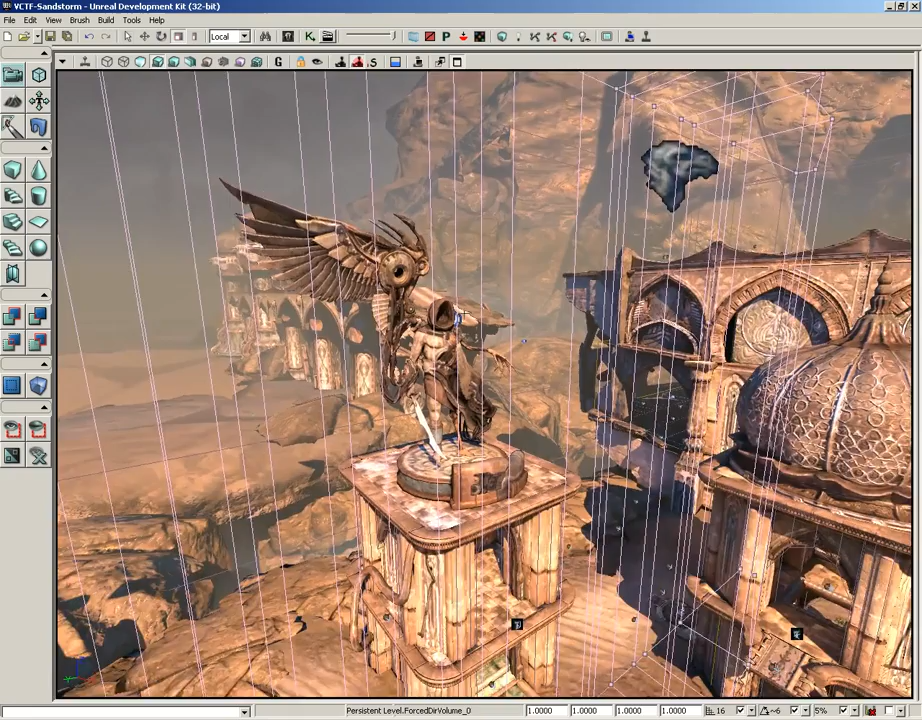 VCTF-Sandstorm - Unreal Development Kit (32-bit)
File Edit View Brush Build Tools Help
Local
K P
G S
Persistent Level.ForcedDirVolume_0 1.0000 1.0000 1.0000 1.0000 16 ~6 5%